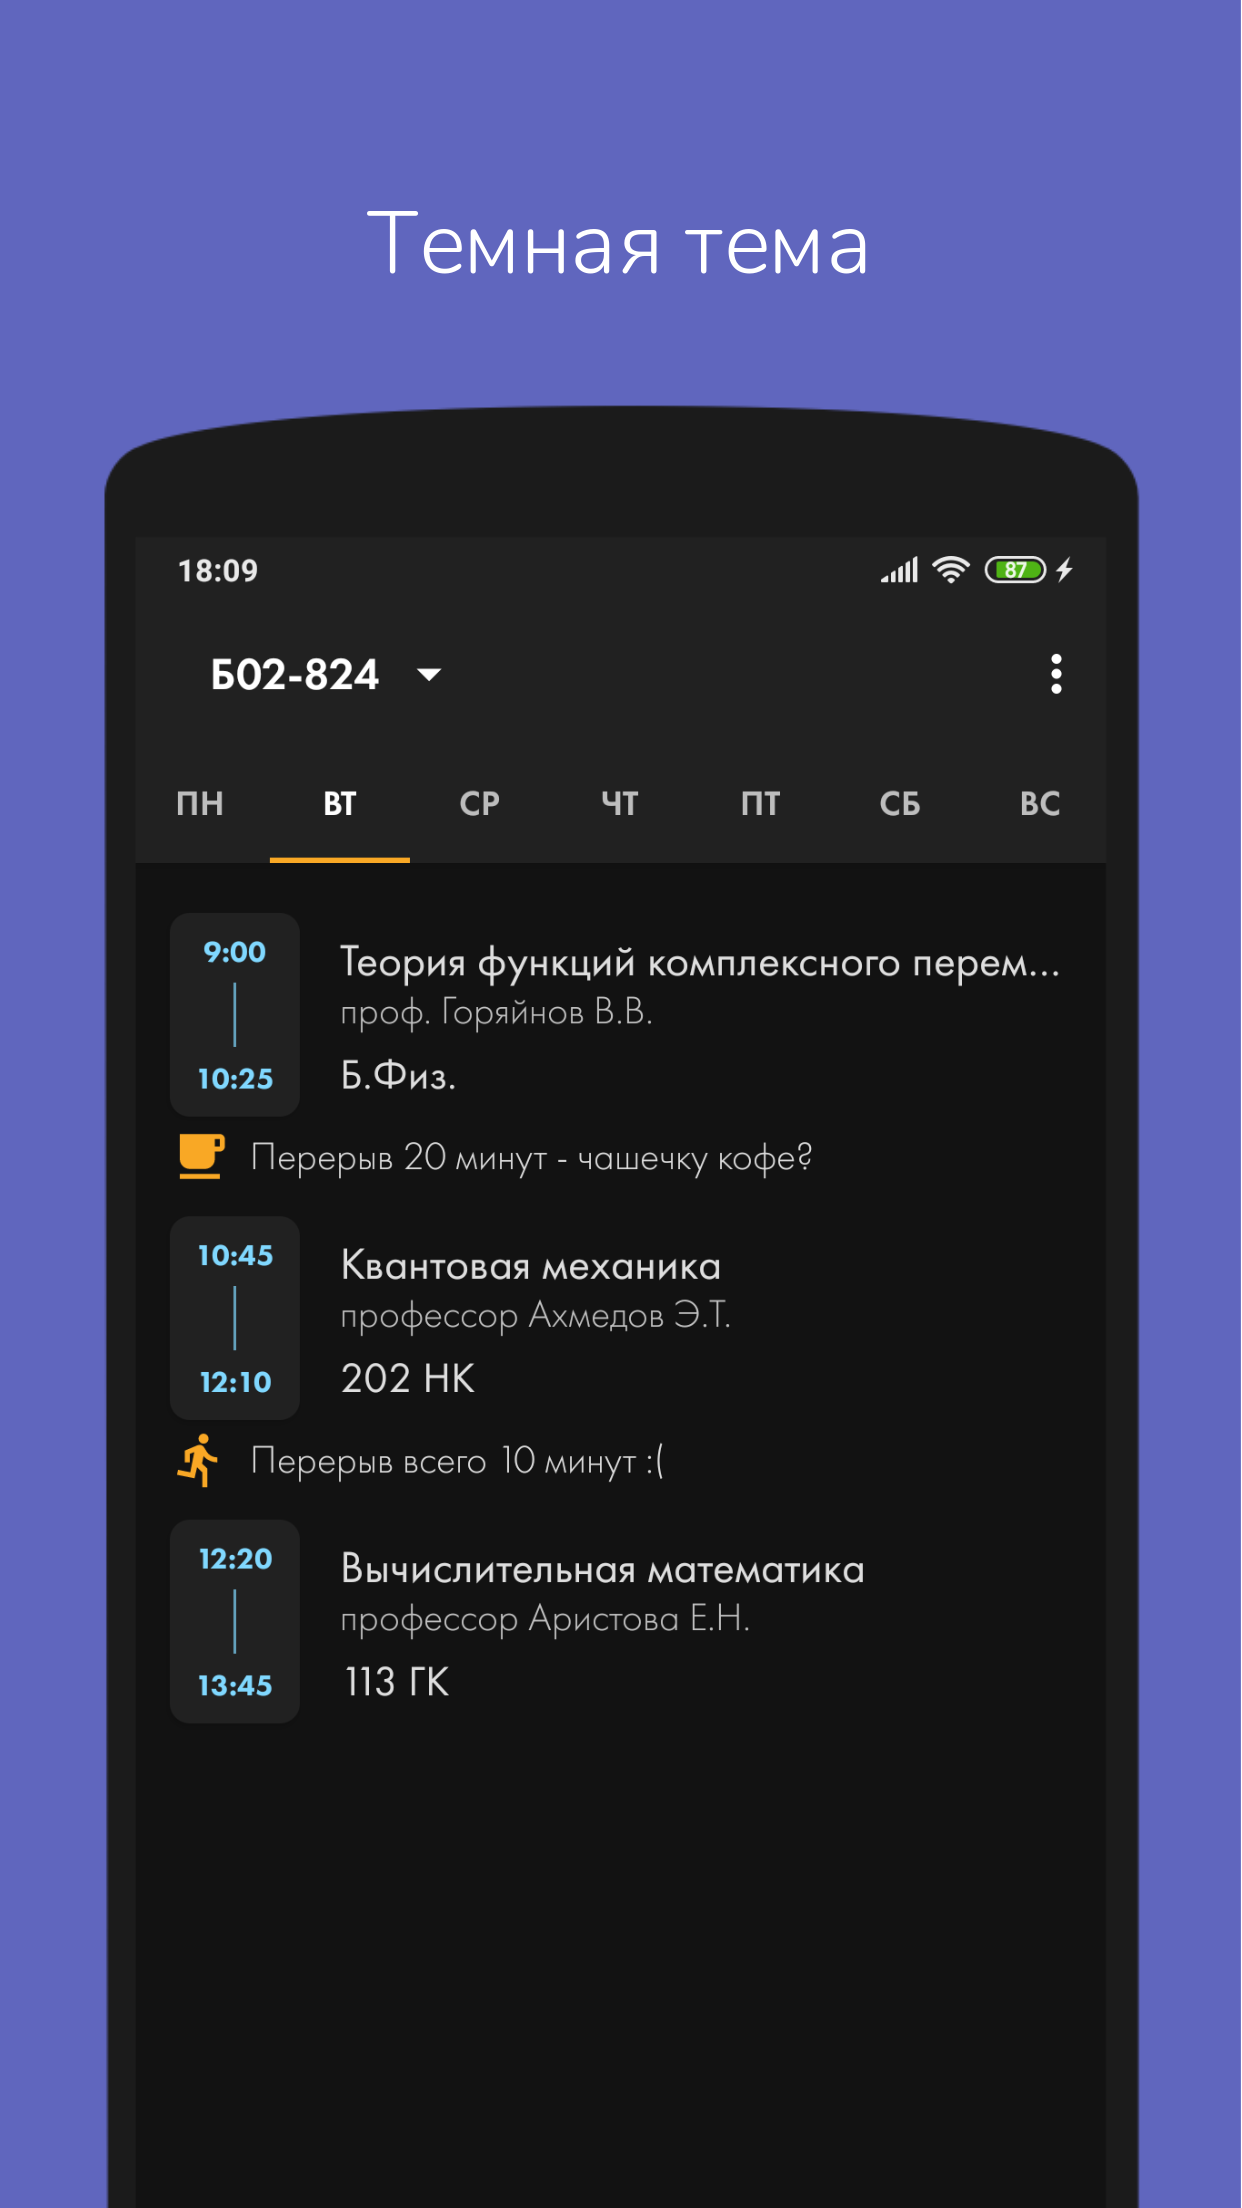 Темная тема
18:09
87
Б02-824
ПН ВТ СР ЧТ ПТ СБ ВС
9:00
Теория функций комплексного перем...
проф. Горяйнов В.В.
10:25
Б.Физ.
Перерыв 20 минут - чашечку кофе?
10:45
Квантовая механика
профессор Ахмедов Э.Т.
12:10
202 НК
Перерыв всего 10 минут :(
12:20
Вычислительная математика
профессор Аристова Е.Н.
13:45
113 ГК